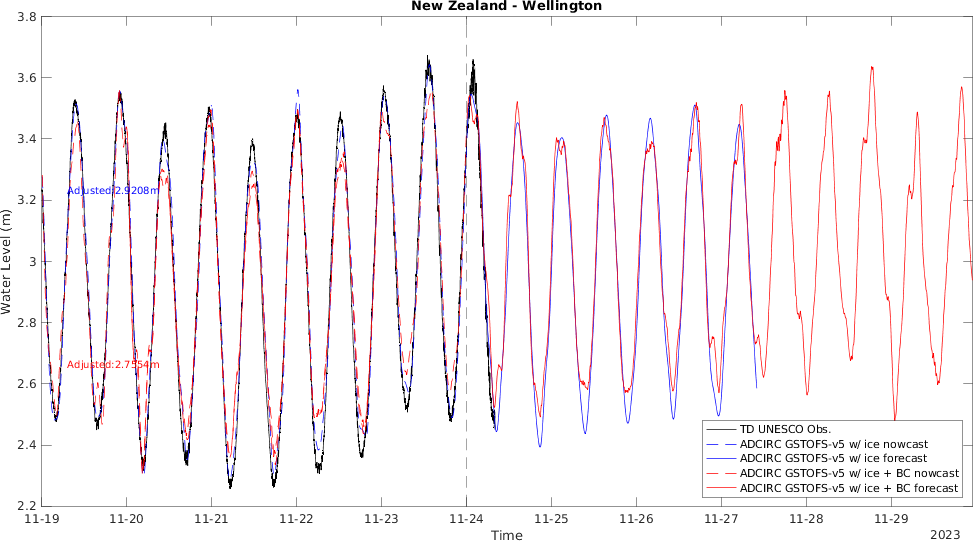 New Zealand - Wellington
3.8
3.6
3.4
3.2
3
2.8
2.6
2.4
2.2
Water Level (m)
Adjusted:2.9208m
Adjusted:2.7554m
TD UNESCO Obs.
ADCIRC GSTOFS-v5 w/ ice nowcast
ADCIRC GSTOFS-v5 w/ ice forecast
ADCIRC GSTOFS-v5 w/ ice + BC nowcast
ADCIRC GSTOFS-v5 w/ ice + BC forecast
11-19 11-20 11-21 11-22 11-23 11-24 11-25 11-26 11-27 11-28 11-29
Time
2023